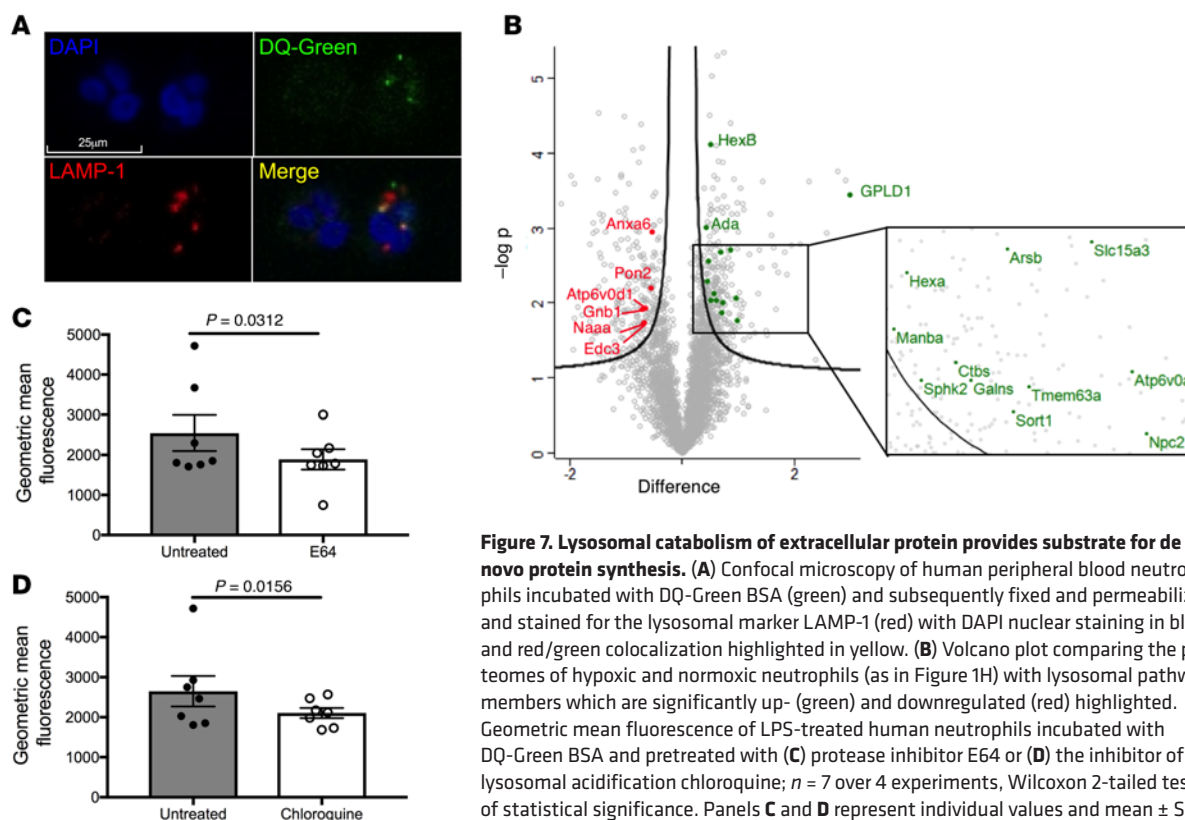 A
DAPI
DQ-Green
25μm
LAMP-1
Merge
B
5
4
3
2
1
0
–log p
-2
0
2
Difference
HexB
GPLD1
Ada
Anxa6
Pon2
Atp6v0d1
Gnb1
Naaa
Edc3
Arsb
Slc15a3
Hexa
Manba
Ctbs
Sphk2
Galns
Tmem63a
Sort1
Npc2
C
P = 0.0312
Geometric mean
fluorescence
5000
4000
3000
2000
1000
0
Untreated
E64
D
P = 0.0156
Geometric mean
fluorescence
5000
4000
3000
2000
1000
0
Untreated
Chloroquine
Figure 7. Lysosomal catabolism of extracellular protein provides substrate for de
novo protein synthesis. (A) Confocal microscopy of human peripheral blood neutro-
phils incubated with DQ-Green BSA (green) and subsequently fixed and
and stained for the lysosomal marker LAMP-1 (red) with DAPI nuclear staining in
and red/green colocalization highlighted in yellow. (B) Volcano plot comparing the
teomes of hypoxic and normoxic neutrophils (as in Figure 1H) with lysosomal
members which are significantly up- (green) and downregulated (red) highlighted.
Geometric mean fluorescence of LPS-treated human neutrophils incubated with
DQ-Green BSA and pretreated with (C) protease inhibitor E64 or (D) the inhibitor of
lysosomal acidification chloroquine; n = 7 over 4 experiments, Wilcoxon 2-tailed
of statistical significance. Panels C and D represent individual values and mean ±